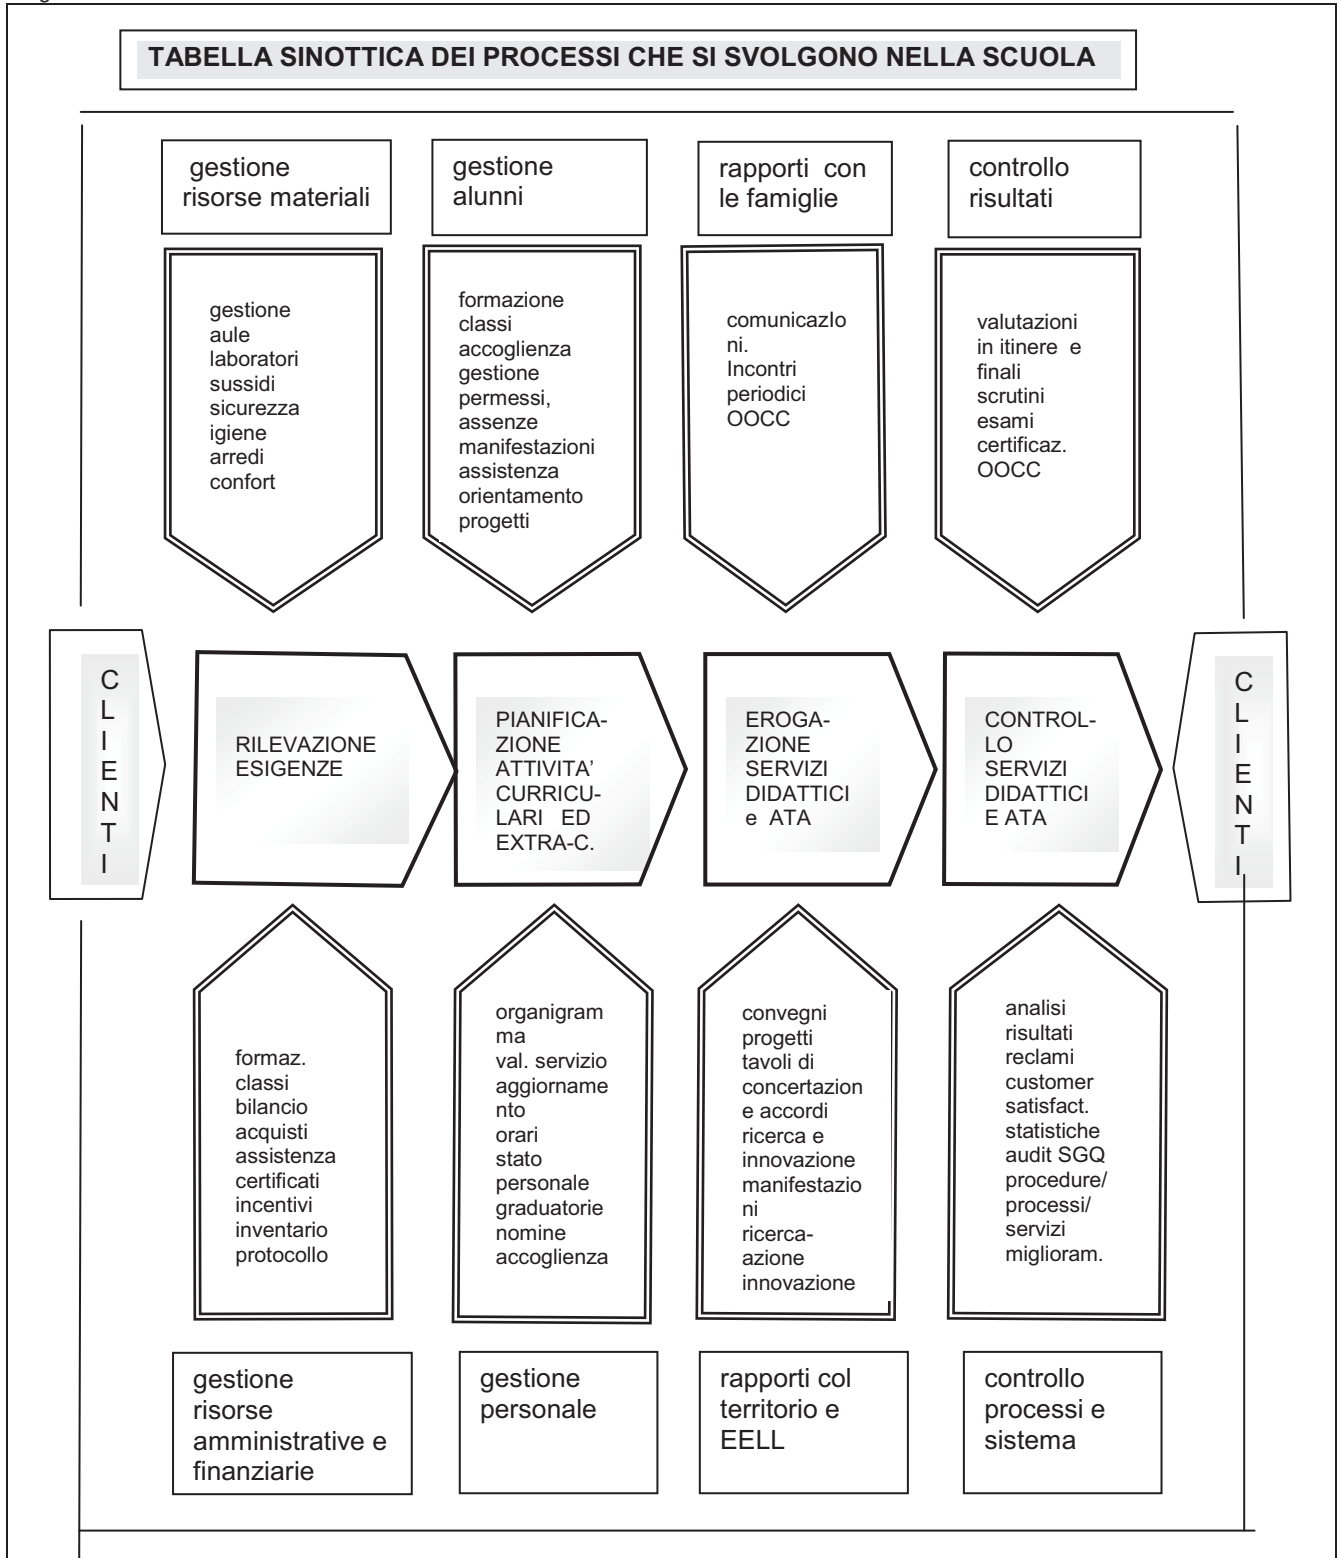 TABELLA SINOTTICA DEI PROCESSI CHE SI SVOLGONO NELLA SCUOLA
gestione
risorse materiali
gestione
alunni
rapporti con
le famiglie
controllo
risultati
gestione
aule
laboratori
sussidi
sicurezza
igiene
arredi
confort
formazione
classi
accoglienza
gestione
permessi,
assenze
manifestazioni
assistenza
orientamento
progetti
comunicazIo
ni.
Incontri
periodici
OOCC
valutazioni
in itinere e
finali
scrutini
esami
certificaz.
OOCC
C
L
I
E
N
T
I
RILEVAZIONE
ESIGENZE
PIANIFICA-
ZIONE
ATTIVITA'
CURRICU-
LARI ED
EXTRA-C.
EROGA-
ZIONE
SERVIZI
DIDATTICI
e ATA
CONTROL-
LO
SERVIZI
DIDATTICI
E ATA
C
L
I
E
N
T
I
formaz.
classi
bilancio
acquisti
assistenza
certificati
incentivi
inventario
protocollo
organigram
ma
val. servizio
aggiorname
nto
orari
stato
personale
graduatorie
nomine
accoglienza
convegni
progetti
tavoli di
concertazion
e accordi
ricerca e
innovazione
manifestazio
ni
ricerca-
azione
innovazione
analisi
risultati
reclami
customer
satisfact.
statistiche
audit SGQ
procedure/
processi/
servizi
miglioram.
gestione
risorse
amministrative e
finanziarie
gestione
personale
rapporti col
territorio e
EELL
controllo
processi e
sistema